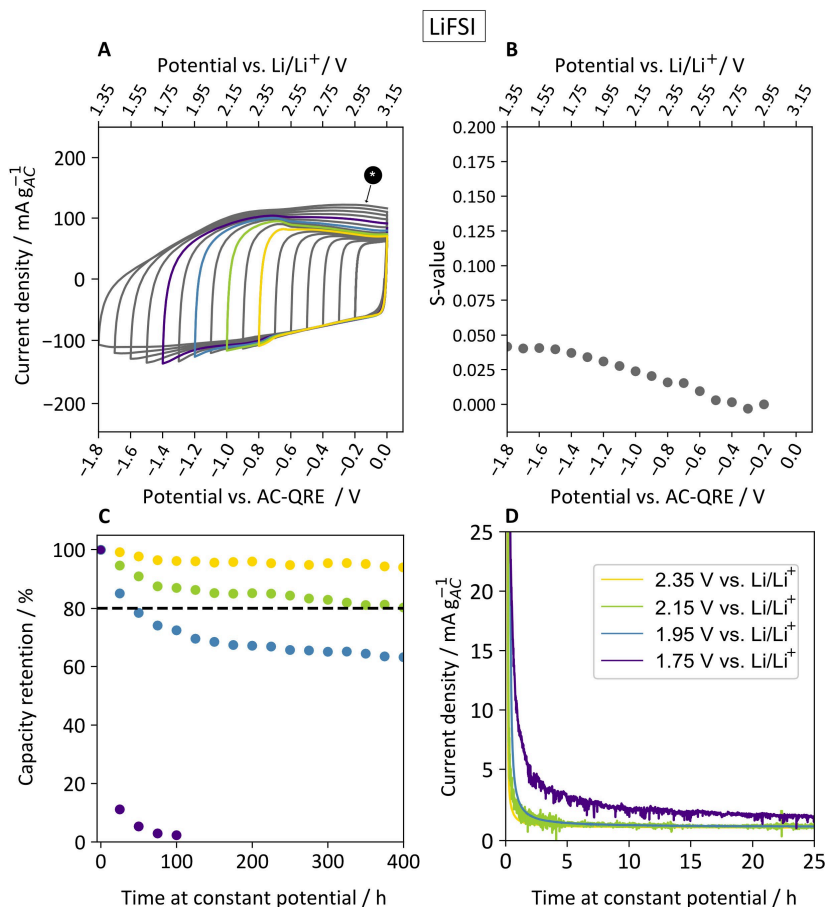 LiFSI
A
Potential vs. Li/Li+/ V
1.35 1.55 1.75 1.95 2.15 2.35 2.55 2.75 2.95 3.15
*
Current density / mA g−1AC
200
100
0
−100
−200
−1.8 −1.6 −1.4 −1.2 −1.0 −0.8 −0.6 −0.4 −0.2 0.0
Potential vs. AC-QRE / V
B
Potential vs. Li/Li+/ V
1.35 1.55 1.75 1.95 2.15 2.35 2.55 2.75 2.95 3.15
S-value
0.200
0.175
0.150
0.125
0.100
0.075
0.050
0.025
0.000
−1.8 −1.6 −1.4 −1.2 −1.0 −0.8 −0.6 −0.4 −0.2 0.0
Potential vs. AC-QRE / V
C
Capacity retention / %
100
80
60
40
20
0
0 100 200 300 400
Time at constant potential / h
D
Current density / mA g−1AC
25
20
15
10
5
0
2.35 V vs. Li/Li+
2.15 V vs. Li/Li+
1.95 V vs. Li/Li+
1.75 V vs. Li/Li+
0 5 10 15 20 25
Time at constant potential / h